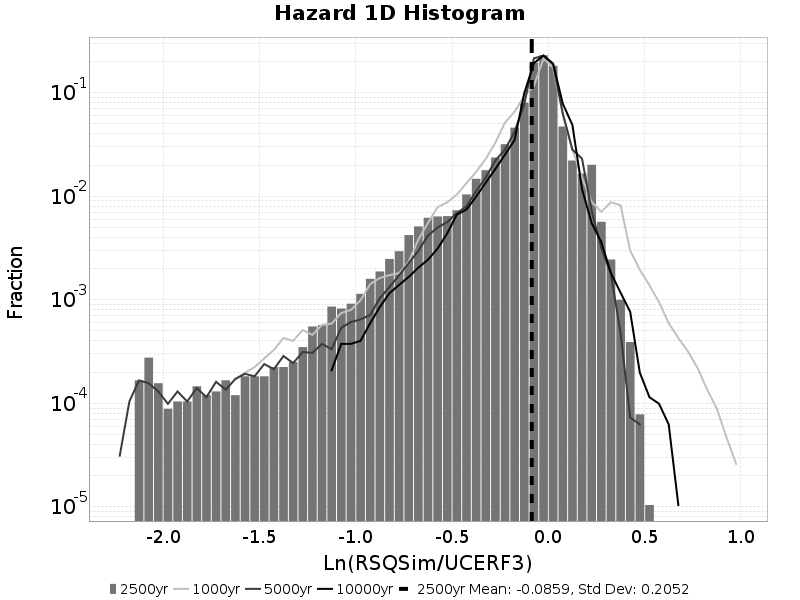 Hazard 1D Histogram
10-1
10-2
10-3
10-4
10-5
Fraction
-2.0 -1.5 -1.0 -0.5 0.0 0.5 1.0
Ln(RSQSim/UCERF3)
2500yr 1000yr 5000yr 10000yr 2500yr Mean: -0.0859, Std Dev: 0.2052